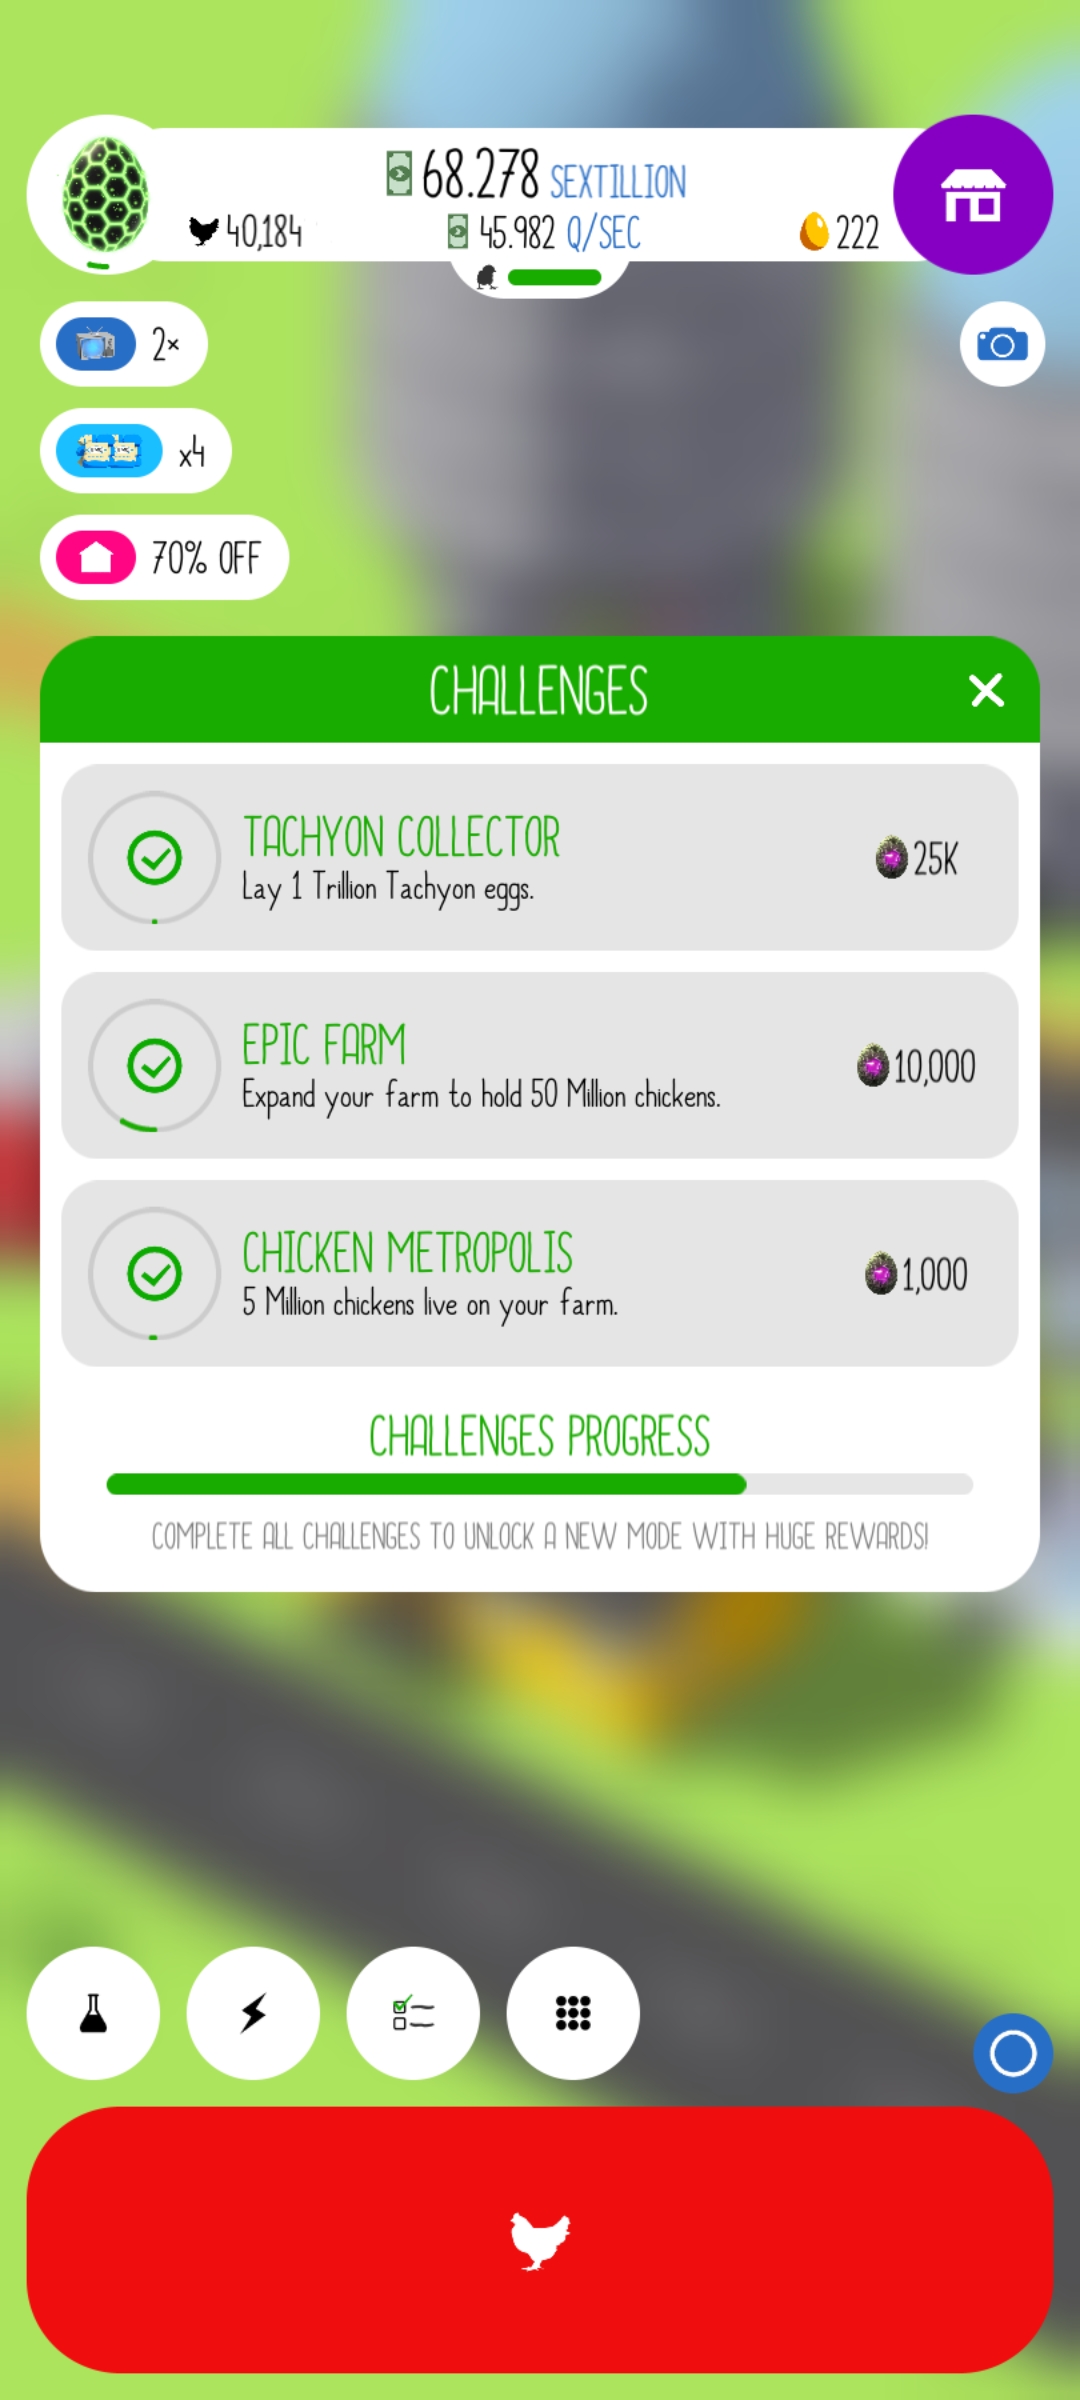 68.278 SEXTILLION
40,184
45.982 Q/SEC
222
2×
x4
70% OFF
CHALLENGES
TACHYON COLLECTOR
Lay 1 Trillion Tachyon eggs.
25K
EPIC FARM
Expand your farm to hold 50 Million chickens.
10,000
CHICKEN METROPOLIS
5 Million chickens live on your farm.
1,000
CHALLENGES PROGRESS
COMPLETE ALL CHALLENGES TO UNLOCK A NEW MODE WITH HUGE REWARDS!